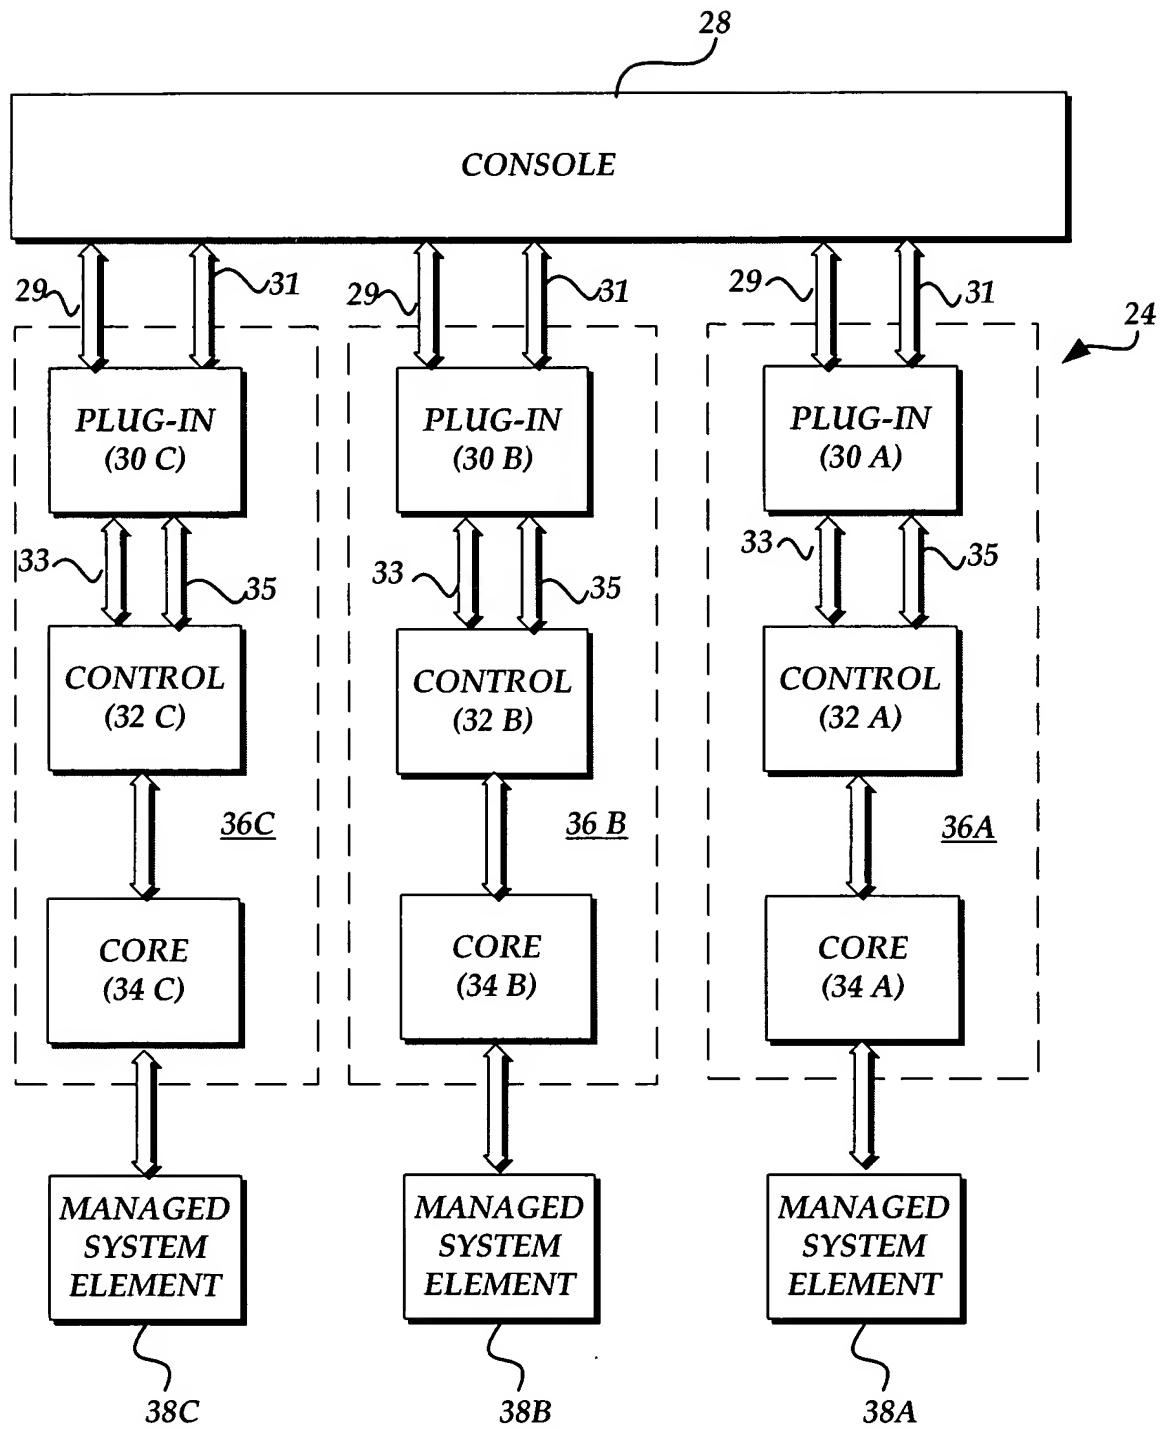 28
CONSOLE
29
31
29
31
29
31
24
PLUG-IN
(30 C)
PLUG-IN
(30 B)
PLUG-IN
(30 A)
33
35
33
35
33
35
CONTROL
(32 C)
CONTROL
(32 B)
CONTROL
(32 A)
36C
36 B
36A
CORE
(34 C)
CORE
(34 B)
CORE
(34 A)
MANAGED
SYSTEM
ELEMENT
MANAGED
SYSTEM
ELEMENT
MANAGED
SYSTEM
ELEMENT
38C
38B
38A